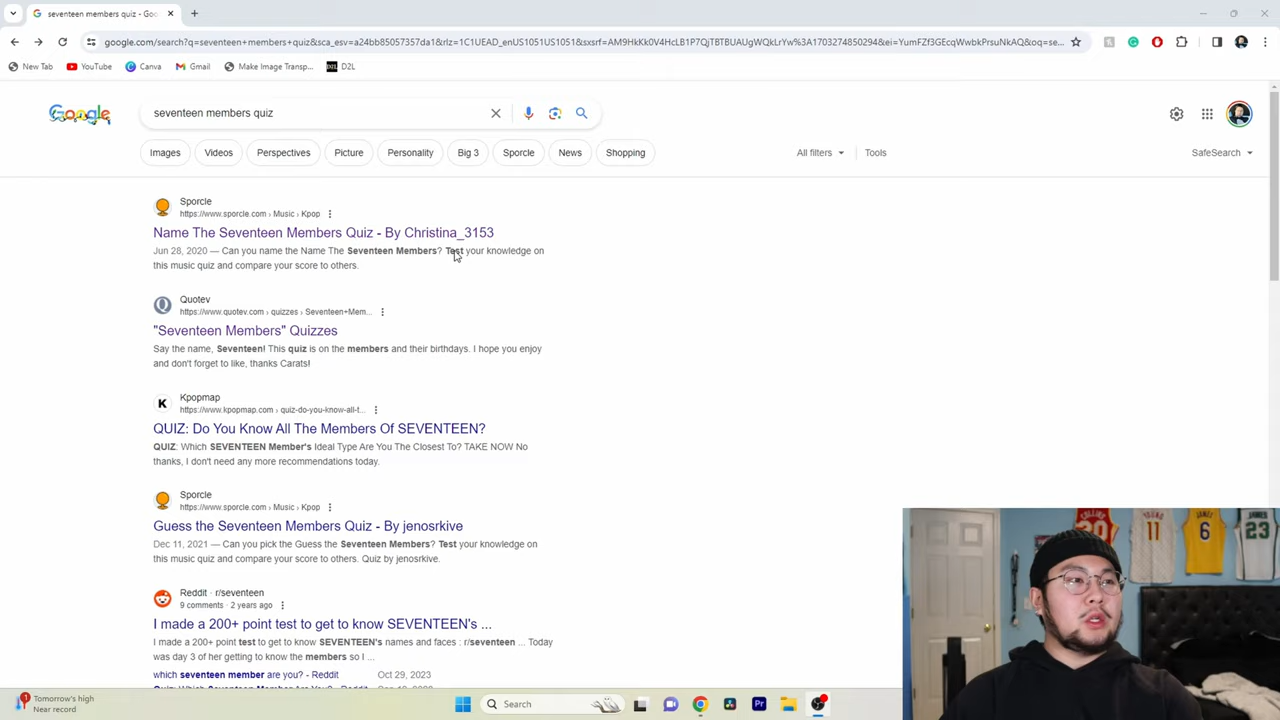 seventeen members quiz - Goo
google.com/search?q=seventeen+members+quiz&sca_esv=a24bb85057357da1&rlz=1C1UEAD_enUS1051US1051&sxsrf=AM9HkKk0V4HcLB1P7QjTBTBUAUgWQkLrYw%3A1703274850294&ei=YumFZf3GEcqWwbkPrsuNkAQ&oq=se...
New Tab
YouTube
Canva
Gmail
Make Image Transp...
D2L
Google
seventeen members quiz
Images
Videos
Perspectives
Picture
Personality
Big 3
Sporcle
News
Shopping
All filters
Tools
SafeSearch
Sporcle
https://www.sporcle.com › Music › Kpop
Name The Seventeen Members Quiz - By Christina_3153
Jun 28, 2020 — Can you name the Name The Seventeen Members? Test your knowledge on
this music quiz and compare your score to others.
Quotev
https://www.quotev.com › quizzes › Seventeen+Mem...
"Seventeen Members" Quizzes
Say the name, Seventeen! This quiz is on the members and their birthdays. I hope you enjoy
and don't forget to like, thanks Carats!
K
Kpopmap
https://www.kpopmap.com › quiz-do-you-know-all-t...
QUIZ: Do You Know All The Members Of SEVENTEEN?
QUIZ: Which SEVENTEEN Member's Ideal Type Are You The Closest To? TAKE NOW No
thanks, I don't need any more recommendations today.
Sporcle
https://www.sporcle.com › Music › Kpop
Guess the Seventeen Members Quiz - By jenosrkive
Dec 11, 2021 — Can you pick the Guess the Seventeen Members? Test your knowledge on
this music quiz and compare your score to others. Quiz by jenosrkive.
Reddit · r/seventeen
9 comments · 2 years ago
I made a 200+ point test to get to know SEVENTEEN's ...
I made a 200+ point test to get to know SEVENTEEN's names and faces : r/seventeen ... Today
was day 3 of her getting to know the members so I ...
which seventeen member are you? - Reddit
Oct 29, 2023
COLLINS
20
YOUNG
11
JAMES
6
23
1
Tomorrow's high
Near record
Search
Pr